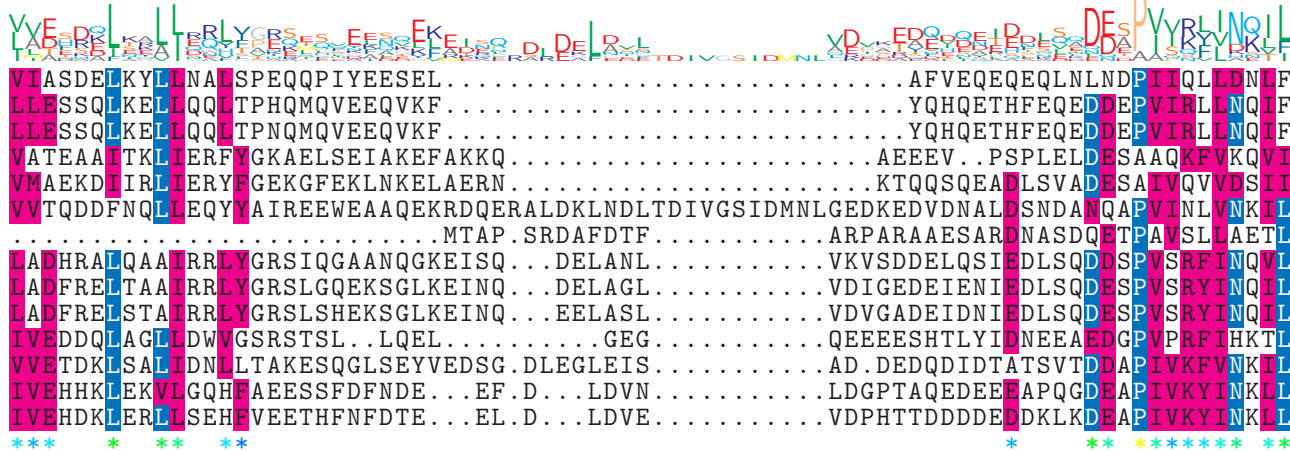 VIASDELKYLLNALSPEQQPIYEESEL.............................AFVEQEQEQLNLNDPIIQLLDNLF
LLESSQLKELLQQLTPHQMQVEEQVKF.............................YQHQETHFEQEDDEPVIRLLNQIF
LLESSQLKELLQQLTPNQMQVEEQVKF.............................YQHQETHFEQEDDEPVIRLLNQIF
VATEAAITKLIERFYGKAELSEIAKEFAKKQ.......................AEEEV..PSPLELDESAAQKFVKQVI
VMAEKDIIRLIERYFGEKGFEKLNKELAERN.......................KTQQSQEADLSVADESAIVQVVDSII
VVTQDDFNQLLEQYYAIREEWEAAQEKRDQERALDKLNDLTDIVGSIDMNLGEDKEDVDNALDSNDANQAPVINLVNKIL
...........................MTAP.SRDAFDTF...........ARPARAAESARDNASDQETPAVSLLAETL
LADHRALQAAIRRLYGRSIQGAANQGKEISQ...DELANL...........VKVSDDELQSIEDLSQDDSPVSRFINQVL
LADFRELTAAIRRLYGRSLGQEKSGLKEINQ...DELAGL...........VDIGEDEIENIEDLSQDESPVSRYINQIL
LADFRELSTAIRRLYGRSLSHEKSGLKEINQ...EELASL...........VDVGADEIDNIEDLSQDESPVSRYINQIL
IVEDDQLAGLLDWVGSRSTSL..LQEL..........GEG...........QEEEESHTLYIDNEEAEDGPVPRFIHKTL
VVETDKLSALIDNLLTAKESQGLSEYVEDSG.DLEGLEIS...........AD.DEDQDIDTATSVTDDAPIVKFVNKIL
IVEHHKLEKVLGQHFAEESSFDFNDE...EF.D...LDVN...........LDGPTAQEDEEEAPQGDEAPIVKYINKLL
IVEHDKLERLLSEHFVEETHFNFDTE...EL.D...LDVE...........VDPHTTDDDDEDDKLKDEAPIVKYINKLL
*** * ** ** * ** ******* **